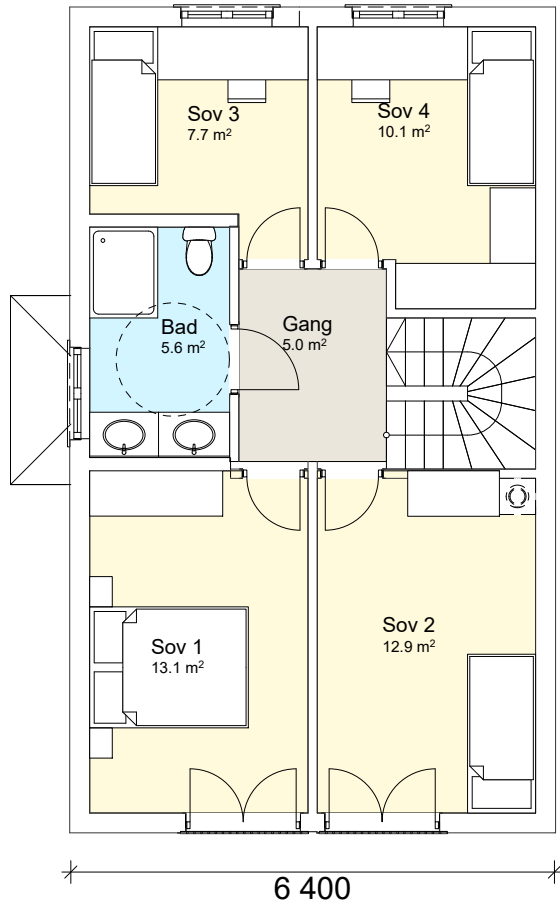 Sov 3
7.7 m²
Sov 4
10.1 m²
Bad
5.6 m²
Gang
5.0 m²
Sov 1
13.1 m²
Sov 2
12.9 m²
6 400